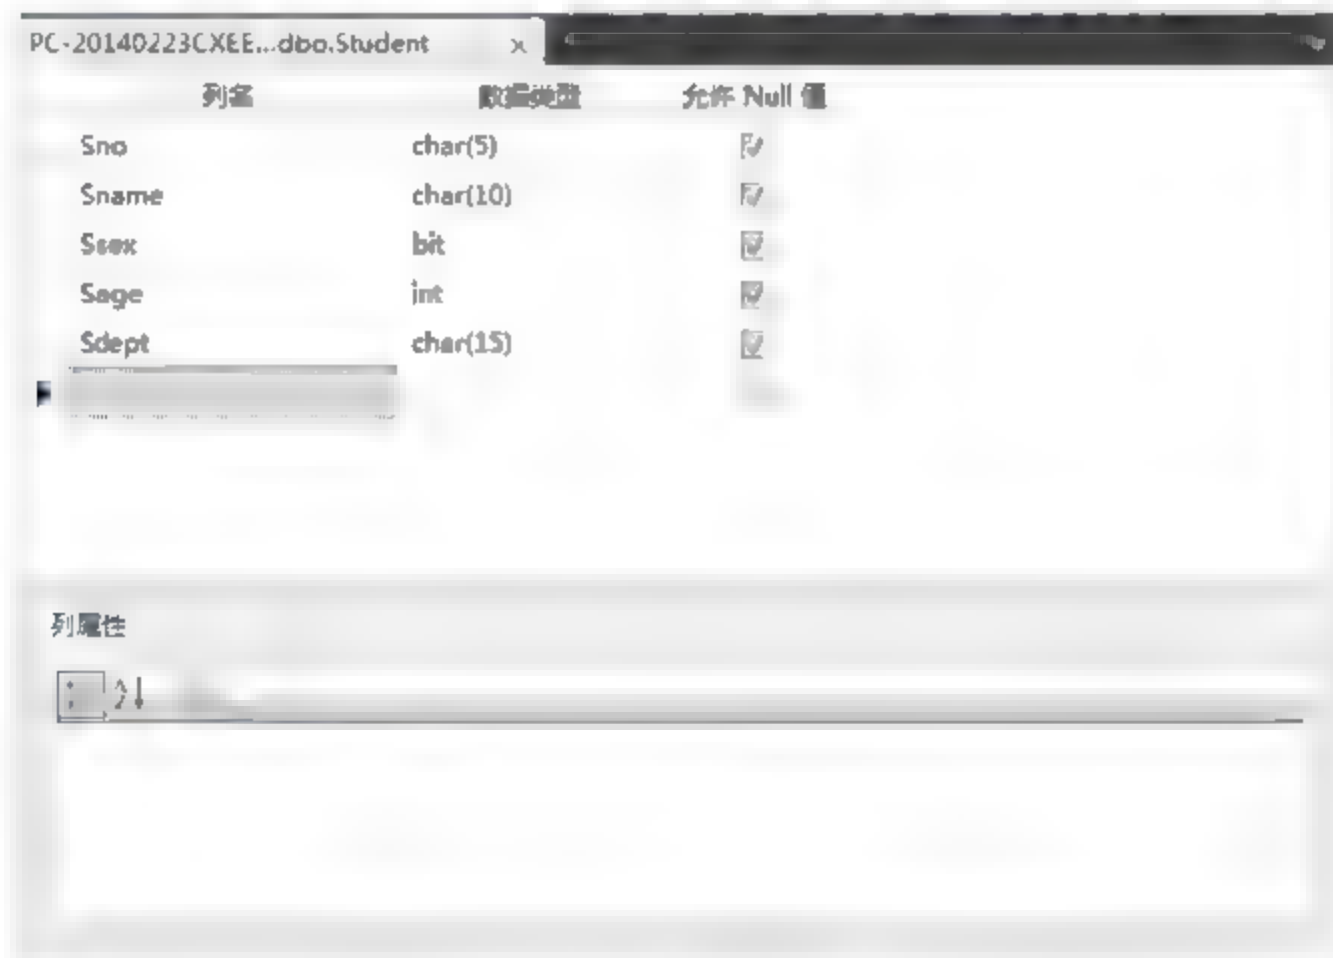 PC-20140223CXEE...dbo.Student x
列名 数据类型 允许 Null 值
Sno char(5)
Sname char(10)
Ssex bit
Sage int
Sdept char(15)
列属性